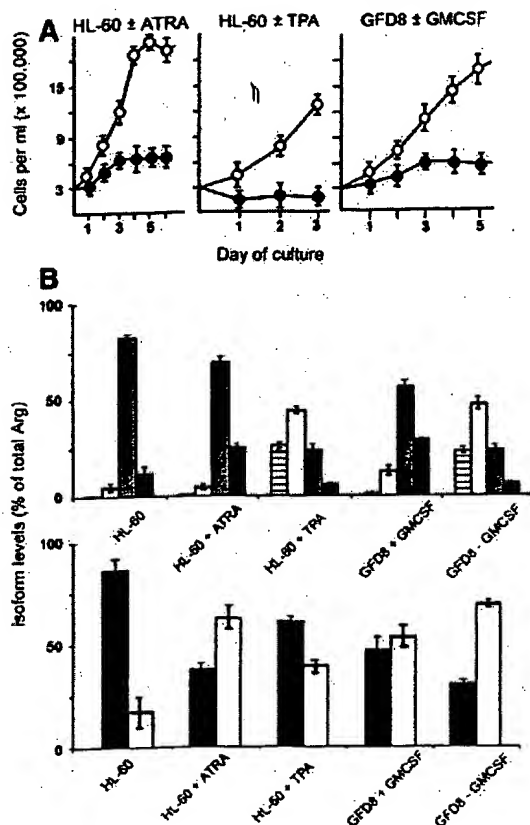 A
HL-60 ± ATRA
HL-60 ± TPA
GFD8 ± GMCSF
Cells per ml (x 100,000)
15
9
3
1 3 5
1 2 3
1 3 5
Day of culture
B
Isoform levels (% of total Arg)
100
50
0
HL-60
HL-60 + ATRA
HL-60 + TPA
GFD8 + GMCSF
GFD8 - GMCSF
100
50
0
HL-60
HL-60 + ATRA
HL-60 + TPA
GFD8 + GMCSF
GFD8 - GMCSF